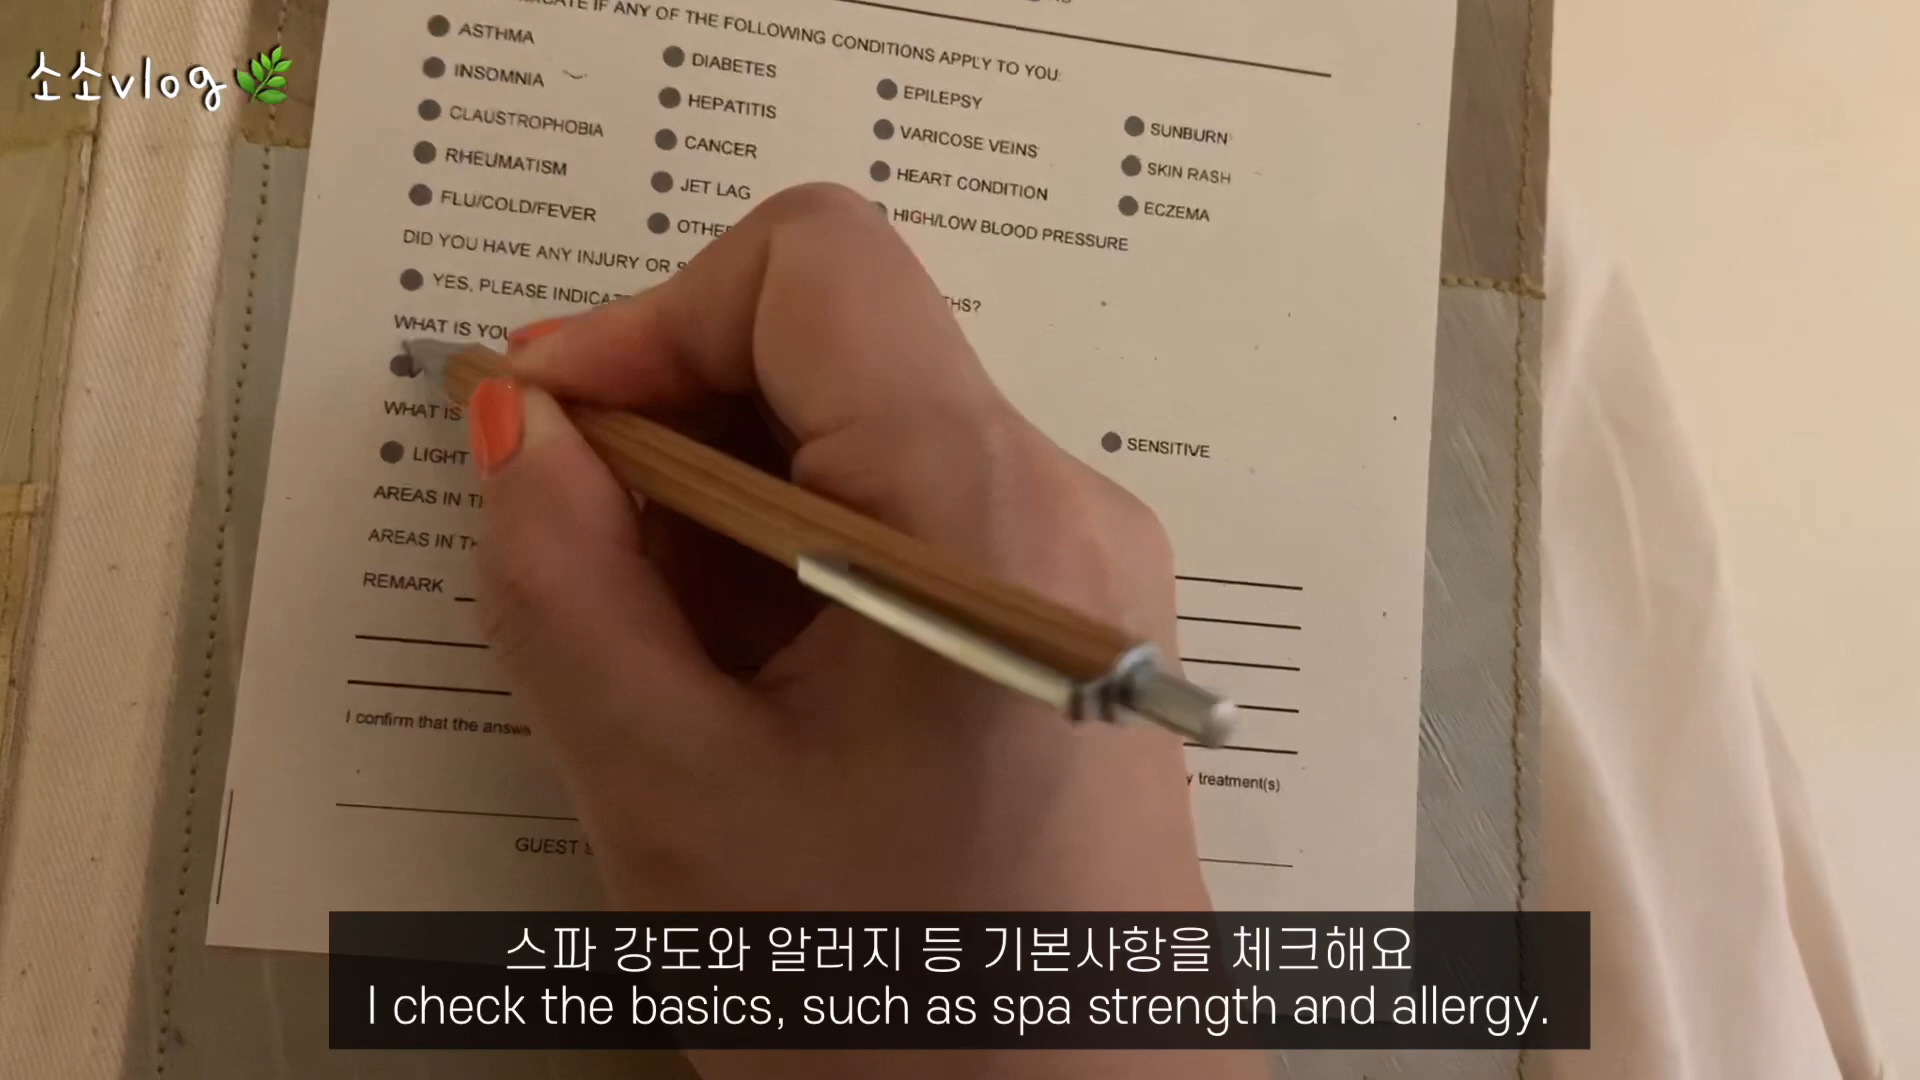 소소vlog
IF ANY OF THE FOLLOWING CONDITIONS APPLY TO YOU:
ASTHMA
INSOMNIA
CLAUSTROPHOBIA
RHEUMATISM
FLU/COLD/FEVER
DIABETES
HEPATITIS
CANCER
JET LAG
EPILEPSY
VARICOSE VEINS
HEART CONDITION
HIGH/LOW BLOOD PRESSURE
SUNBURN
SKIN RASH
ECZEMA
DID YOU HAVE ANY INJURY OR
YES, PLEASE
WHAT IS
WHAT IS
LIGHT
SENSITIVE
AREAS IN
AREAS IN
REMARK
I confirm that the
treatment(s)
GUEST
스파 강도와 알러지 등 기본사항을 체크해요
I check the basics, such as spa strength and allergy.